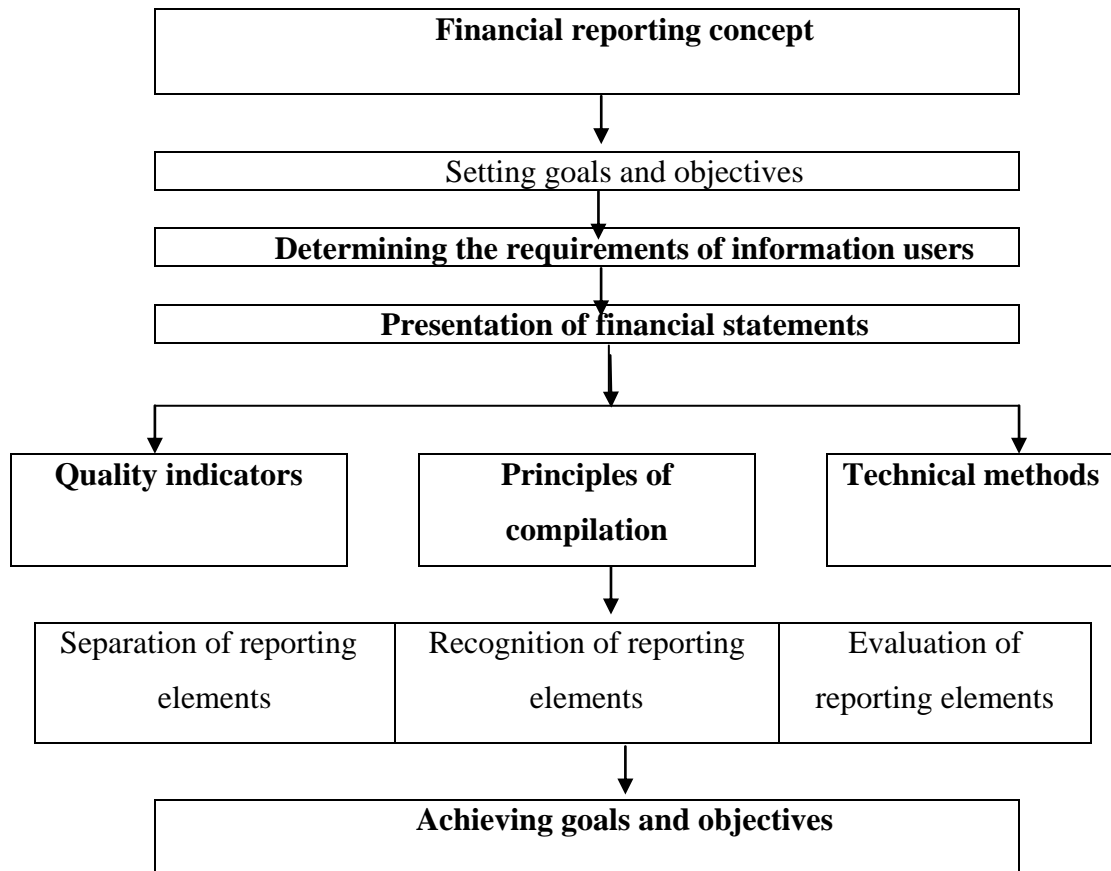 Financial reporting concept
Setting goals and objectives
Determining the requirements of information users
Presentation of financial statements
Quality indicators
Principles of
compilation
Technical methods
Separation of reporting
elements
Recognition of reporting
elements
Evaluation of
reporting elements
Achieving goals and objectives